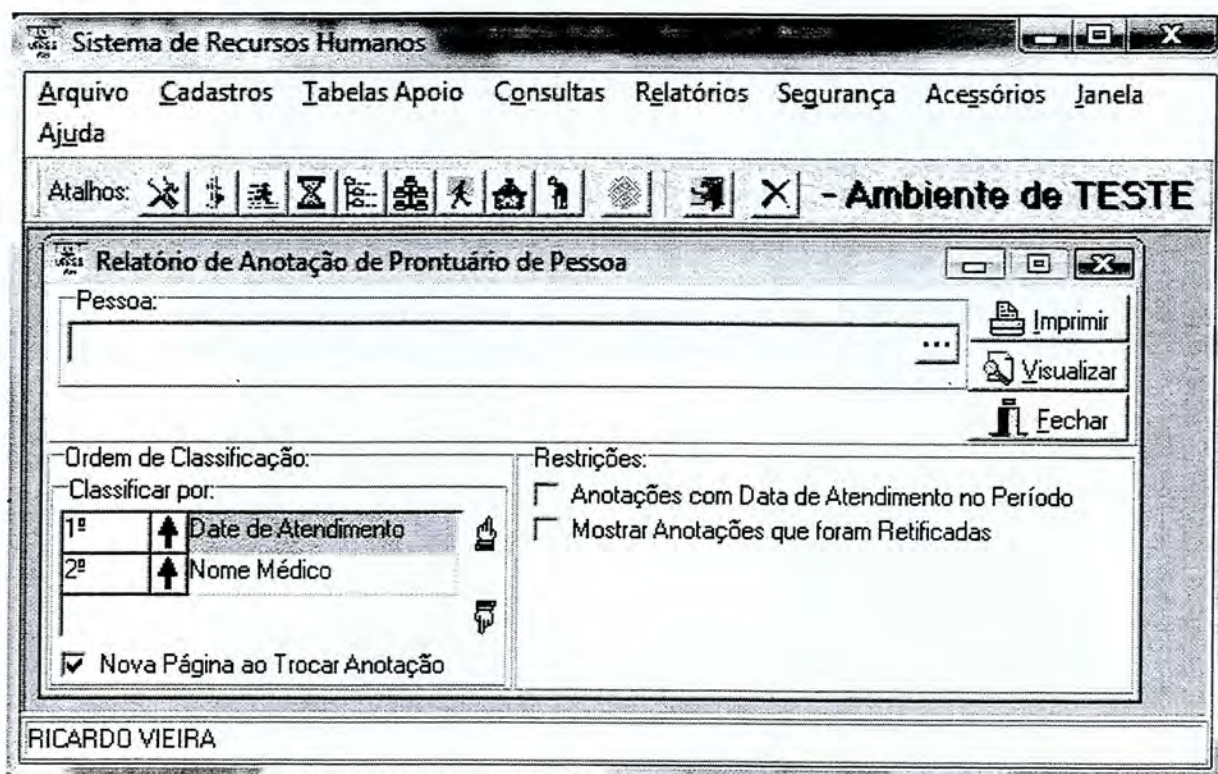 Sistema de Recursos Humanos
Arquivo Cadastros Tabelas Apoio Consultas Relatórios Segurança Acessórios Janela
Ajuda
Atalhos: - Ambiente de TESTE
Relatório de Anotação de Prontuário de Pessoa
Pessoa:
...
Imprimir
Visualizar
Fechar
Ordem de Classificação:
Classificar por:
1º Date de Atendimento
2º Nome Médico
Nova Página ao Trocar Anotação
Restrições:
Anotações com Data de Atendimento no Período
Mostrar Anotações que foram Retificadas
RICARDO VIEIRA